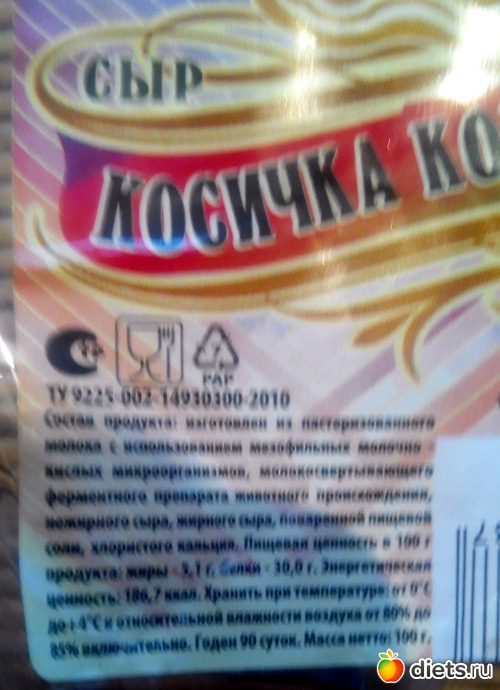 СЫР
КОСИЧКА КО
PAP
ТУ 9225-002-14930300-2010
Состав продукта: изготовлен из пастеризованного
молока с использованием мезофильных молочно -
кислых микроорганизмов, молокосвертывающего
ферментного препарата животного происхождения,
нежирного сыра, жирного сыра, поваренной пищевой
соли, хлористого кальция. Пищевая ценность в 100 г
продукта: жиры - 5,1 г, белки - 30,0 г. Энергетическая
ценность: 186,7 ккал. Хранить при температуре: от 0°С
до +4°С и относительной влажности воздуха от 80% до
85% включительно. Годен 90 суток. Масса нетто: 100 г.
diets.ru